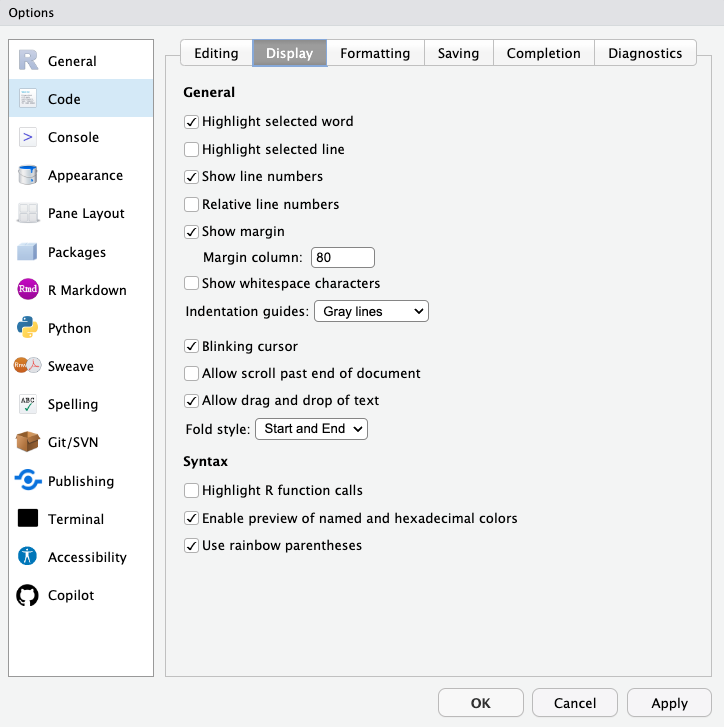 Options
General
Code
Console
Appearance
Pane Layout
Packages
R Markdown
Python
Sweave
Spelling
Git/SVN
Publishing
Terminal
Accessibility
Copilot
Editing Display Formatting Saving Completion Diagnostics
General
Highlight selected word
Highlight selected line
Show line numbers
Relative line numbers
Show margin
Margin column: 80
Show whitespace characters
Indentation guides: Gray lines
Blinking cursor
Allow scroll past end of document
Allow drag and drop of text
Fold style: Start and End
Syntax
Highlight R function calls
Enable preview of named and hexadecimal colors
Use rainbow parentheses
OK Cancel Apply
R
>
Rmd
Rnw
ABC